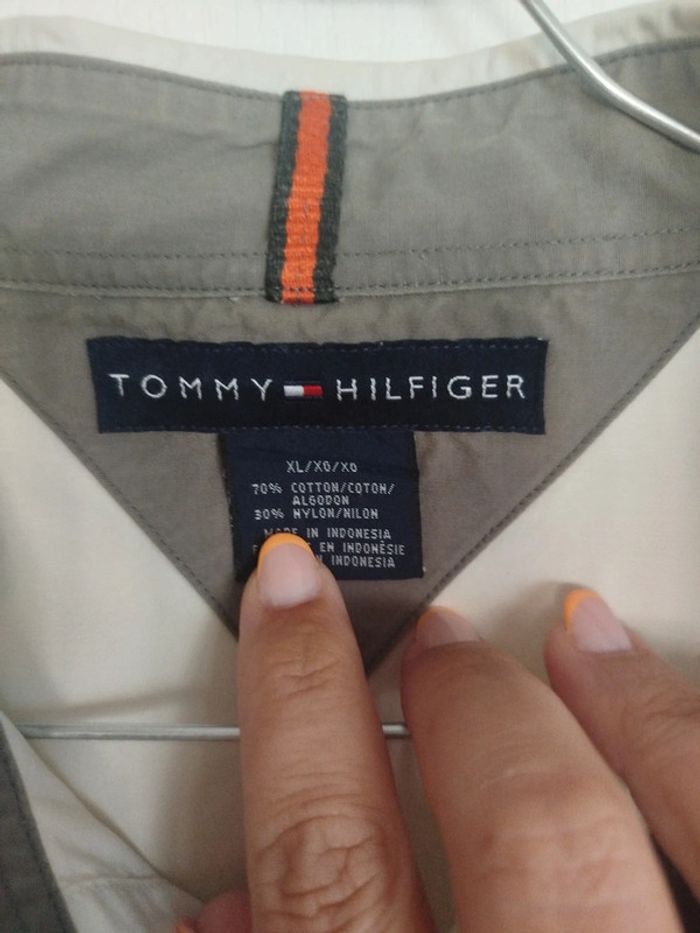 TOMMY HILFIGER
XL/XG/XG
70% COTTON/COTON/
ALGODON
30% NYLON/NILON
MADE IN INDONESIA
EN INDONÉSIE
INDONESIA